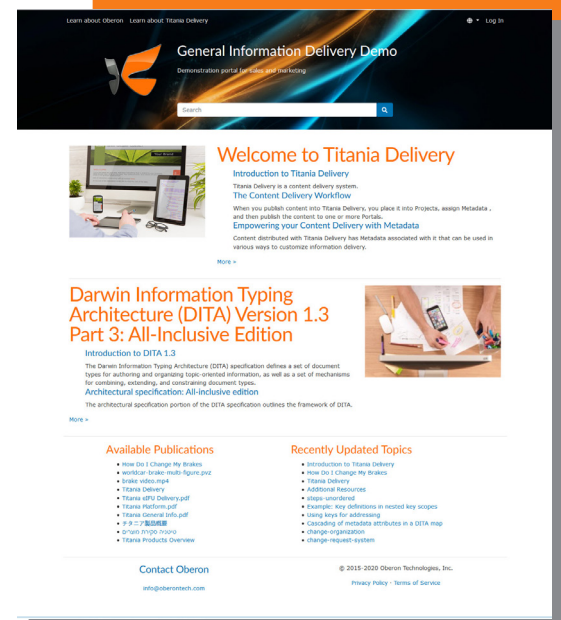 Learn about Oberon Learn about Titania Delivery
Log In
General Information Delivery Demo
Demonstration portal for sales and marketing
Search
Welcome to Titania Delivery
Introduction to Titania Delivery
Titania Delivery is a content delivery system.
The Content Delivery Workflow
When you publish content into Titania Delivery, you place it into Projects, assign Metadata ,
and then publish the content to one or more Portals.
Empowering your Content Delivery with Metadata
Content distributed with Titania Delivery has Metadata associated with it that can be used in
various ways to customize information delivery.
More »
Darwin Information Typing
Architecture (DITA) Version 1.3
Part 3: All-Inclusive Edition
Introduction to DITA 1.3
The Darwin Information Typing Architecture (DITA) specification defines a set of document
types for authoring and organizing topic-oriented information, as well as a set of mechanisms
for combining, extending, and constraining document types.
Architectural specification: All-inclusive edition
The architectural specification portion of the DITA specification outlines the framework of DITA.
More »
Available Publications
• How Do I Change My Brakes
• worldcar-brake-multi-figure.pvz
• brake video.mp4
• Titania Delivery
• Titania eIFU Delivery.pdf
• Titania Platform.pdf
• Titania General Info.pdf
• チタニア製品概要
• טיטניה סקירת מוצרים
• Titania Products Overview
Recently Updated Topics
• Introduction to Titania Delivery
• How Do I Change My Brakes
• Titania Delivery
• Additional Resources
• steps-unordered
• Example: Key definitions in nested key scopes
• Using keys for addressing
• Cascading of metadata attributes in a DITA map
• change-organization
• change-request-system
Contact Oberon
info@oberontech.com
© 2015-2020 Oberon Technologies, Inc.
Privacy Policy - Terms of Service